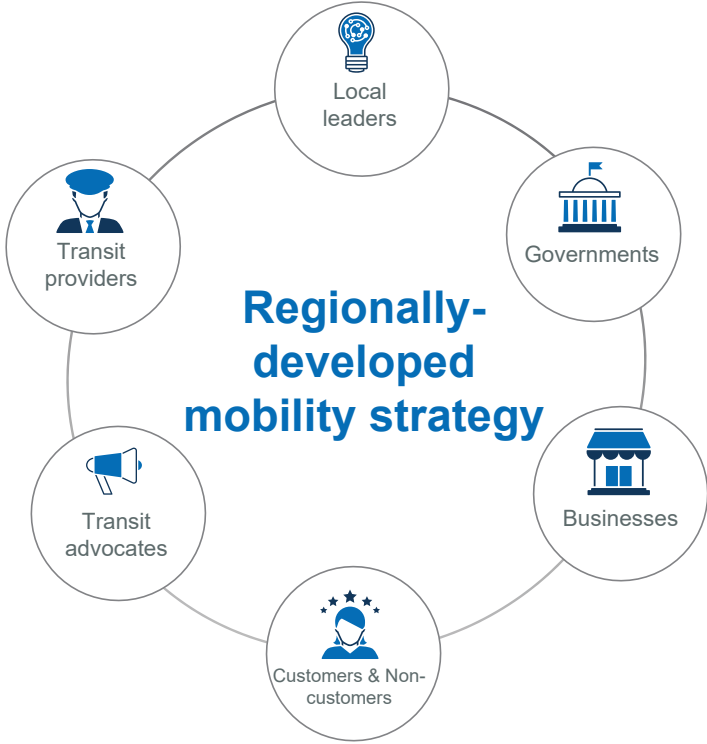 Local
leaders
Governments
Businesses
Customers & Non-
customers
Transit
advocates
Transit
providers
Regionally-
developed
mobility strategy